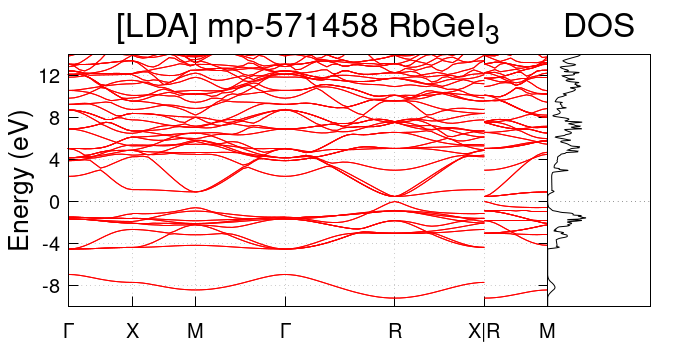 [LDA] mp-571458 RbGeI3 DOS
Energy (eV)
12
8
4
0
-4
-8
Γ X M Γ R X|R M